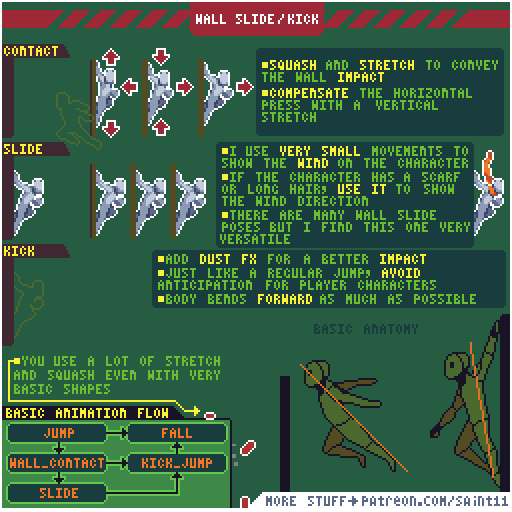 WALL SLIDE/KICK
CONTACT
▪SQUASH AND STRETCH TO CONVEY
THE WALL IMPACT
▪COMPENSATE THE HORIZONTAL
PRESS WITH A VERTICAL
STRETCH
SLIDE
▪I USE VERY SMALL MOVEMENTS TO
SHOW THE WIND ON THE CHARACTER
▪IF THE CHARACTER HAS A SCARF
OR LONG HAIR, USE IT TO SHOW
THE WIND DIRECTION
▪THERE ARE MANY WALL SLIDE
POSES BUT I FIND THIS ONE VERY
VERSATILE
KICK
▪ADD DUST FX FOR A BETTER IMPACT
▪JUST LIKE A REGULAR JUMP, AVOID
ANTICIPATION FOR PLAYER CHARACTERS
▪BODY BENDS FORWARD AS MUCH AS POSSIBLE
BASIC ANATOMY
▪YOU USE A LOT OF STRETCH
AND SQUASH EVEN WITH VERY
BASIC SHAPES
BASIC ANIMATION FLOW
JUMP
FALL
WALL_CONTACT
KICK_JUMP
SLIDE
MORE STUFF→PATREON.COM/SAINT11